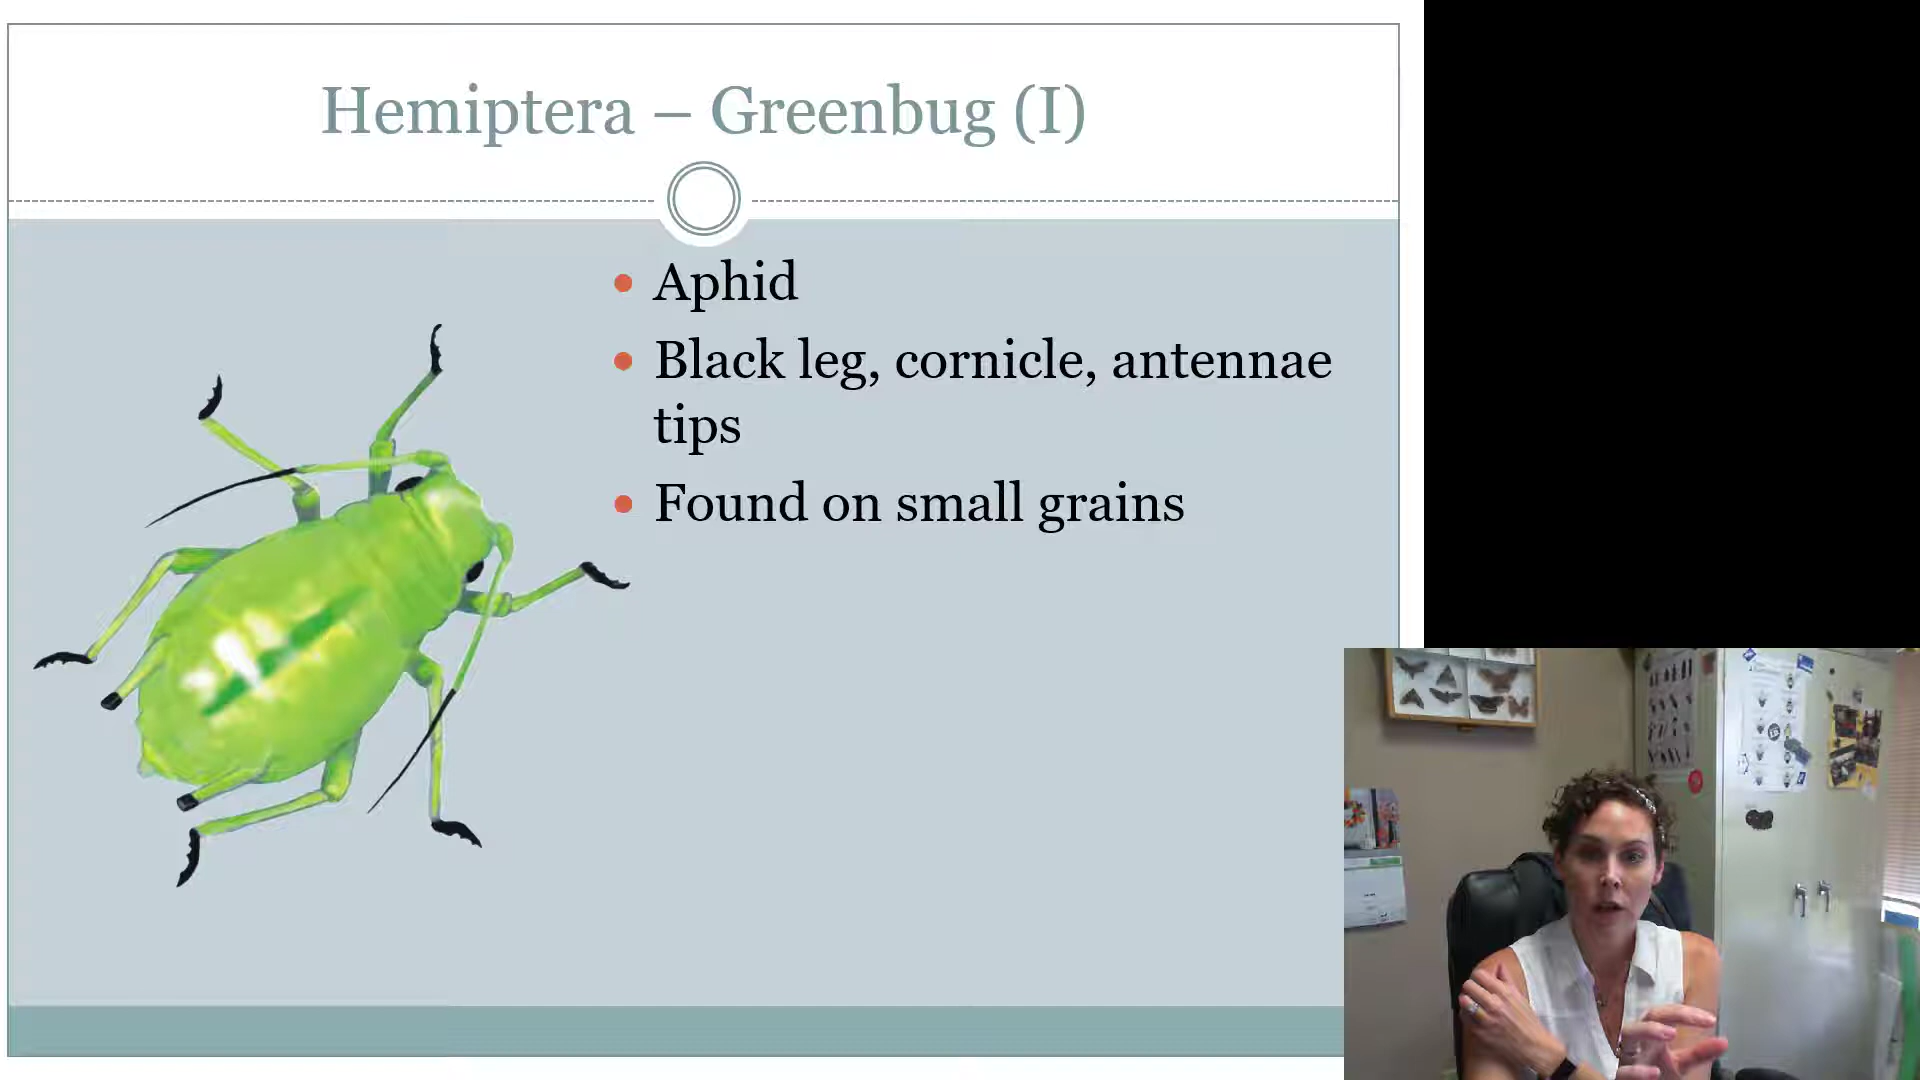 Hemiptera – Greenbug (I)
Aphid
Black leg, cornicle, antennae
tips
Found on small grains